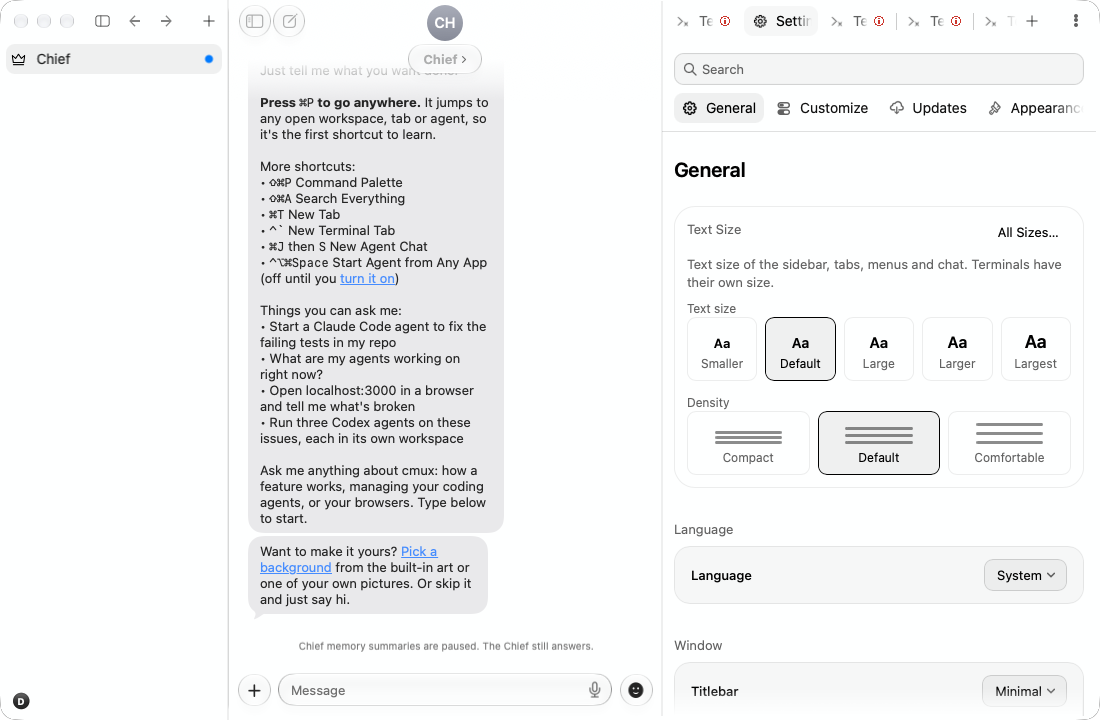 Chief
CH
Chief
Just tell me what you want done.
Press ⌘P to go anywhere. It jumps to
any open workspace, tab or agent, so
it's the first shortcut to learn.
More shortcuts:
• ⇧⌘P Command Palette
• ⇧⌘A Search Everything
• ⌘T New Tab
• ^` New Terminal Tab
• ⌘J then S New Agent Chat
• ^⌥⌘Space Start Agent from Any App
(off until you turn it on)
Things you can ask me:
• Start a Claude Code agent to fix the
failing tests in my repo
• What are my agents working on
right now?
• Open localhost:3000 in a browser
and tell me what's broken
• Run three Codex agents on these
issues, each in its own workspace
Ask me anything about cmux: how a
feature works, managing your coding
agents, or your browsers. Type below
to start.
Want to make it yours? Pick a
background from the built-in art or
one of your own pictures. Or skip it
and just say hi.
Chief memory summaries are paused. The Chief still answers.
Message
D
Te Settin Te Te T
Search
General Customize Updates Appearanc
General
Text Size All Sizes...
Text size of the sidebar, tabs, menus and chat. Terminals have
their own size.
Text size
Aa Aa Aa Aa Aa
Smaller Default Large Larger Largest
Density
Compact Default Comfortable
Language
Language System
Window
Titlebar Minimal